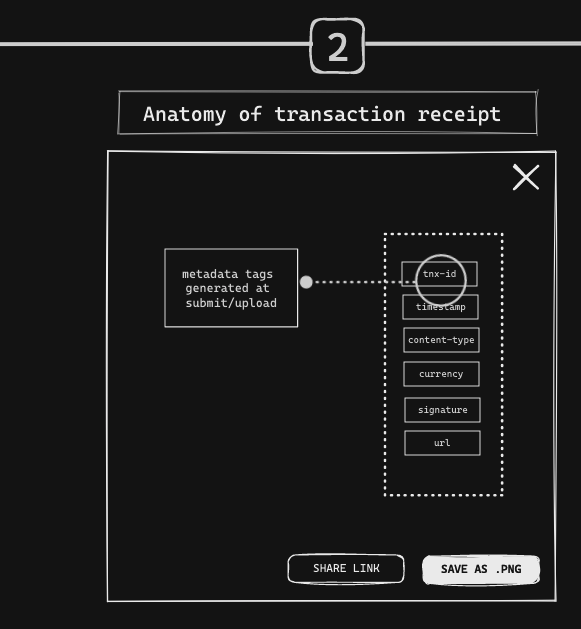 2
Anatomy of transaction receipt
metadata tags
generated at
submit/upload
tnx-id
timestamp
content-type
currency
signature
url
SHARE LINK
SAVE AS .PNG